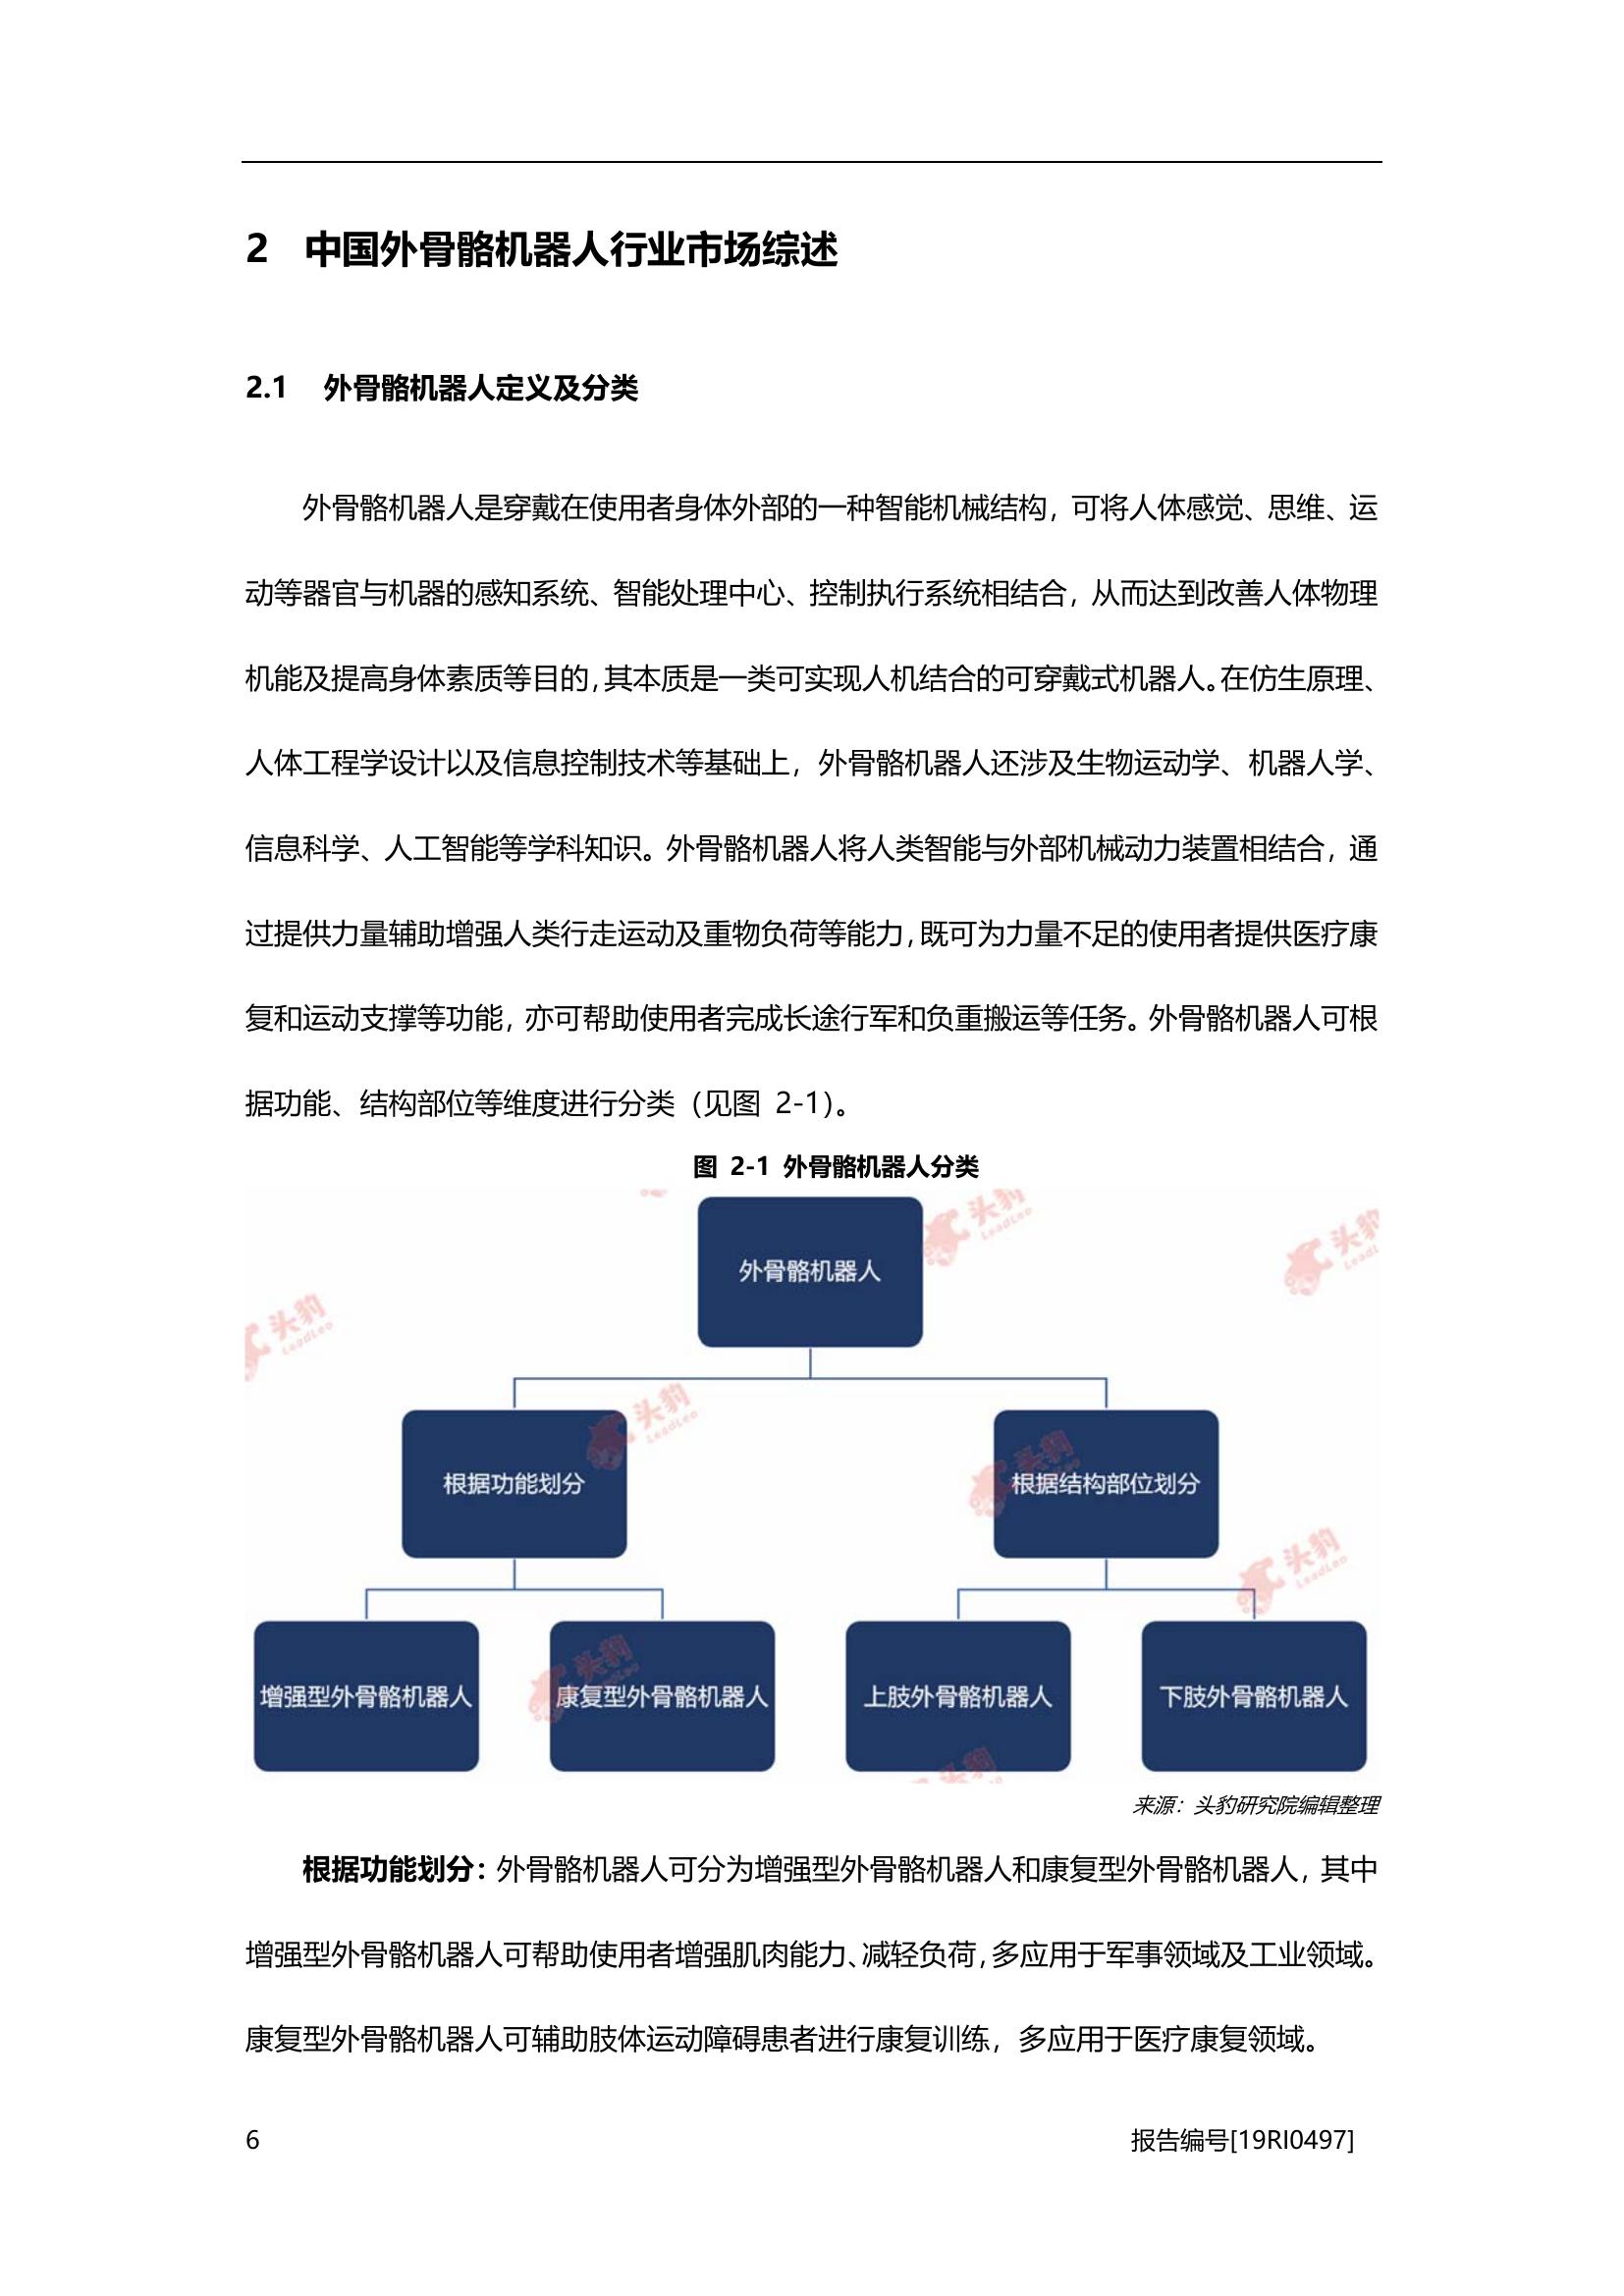 2 中国外骨骼机器人行业市场综述
2.1 外骨骼机器人定义及分类
外骨骼机器人是穿戴在使用者身体外部的一种智能机械结构，可将人体感觉、思维、运
动等器官与机器的感知系统、智能处理中心、控制执行系统相结合，从而达到改善人体物理
机能及提高身体素质等目的，其本质是一类可实现人机结合的可穿戴式机器人。在仿生原理、
人体工程学设计以及信息控制技术等基础上，外骨骼机器人还涉及生物运动学、机器人学、
信息科学、人工智能等学科知识。外骨骼机器人将人类智能与外部机械动力装置相结合，通
过提供力量辅助增强人类行走运动及重物负荷等能力，既可为力量不足的使用者提供医疗康
复和运动支撑等功能，亦可帮助使用者完成长途行军和负重搬运等任务。外骨骼机器人可根
据功能、结构部位等维度进行分类（见图 2-1）。
图 2-1 外骨骼机器人分类
头豹
LeadLeo
头豹
Leadl
外骨骼机器人
头豹
LeadLeo
头豹
LeadLeo
根据功能划分
头豹
根据结构部位划分
头豹
LeadLeo
头豹
增强型外骨骼机器人
康复型外骨骼机器人
上肢外骨骼机器人
下肢外骨骼机器人
头豹
来源：头豹研究院编辑整理
根据功能划分：外骨骼机器人可分为增强型外骨骼机器人和康复型外骨骼机器人，其中
增强型外骨骼机器人可帮助使用者增强肌肉能力、减轻负荷，多应用于军事领域及工业领域。
康复型外骨骼机器人可辅助肢体运动障碍患者进行康复训练，多应用于医疗康复领域。
6
报告编号[19RI0497]